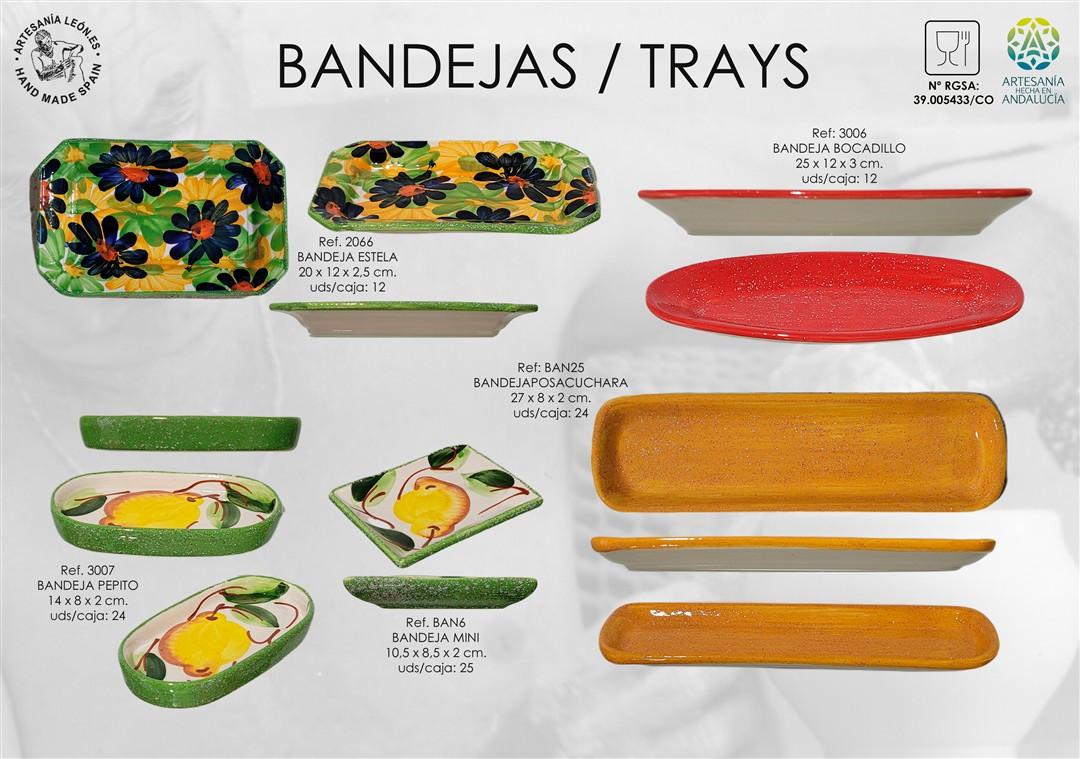 ARTESANÍA LEÓN.ES
HAND MADE SPAIN
BANDEJAS / TRAYS
Nº RGSA:
39.005433/CO
ARTESANÍA
HECHA EN
ANDALUCÍA
Ref. 2066
BANDEJA ESTELA
20 x 12 x 2,5 cm.
uds/caja: 12
Ref: 3006
BANDEJA BOCADILLO
25 x 12 x 3 cm.
uds/caja: 12
Ref: BAN25
BANDEJAPOSACUCHARA
27 x 8 x 2 cm.
uds/caja: 24
Ref. 3007
BANDEJA PEPITO
14 x 8 x 2 cm.
uds/caja: 24
Ref. BAN6
BANDEJA MINI
10,5 x 8,5 x 2 cm.
uds/caja: 25